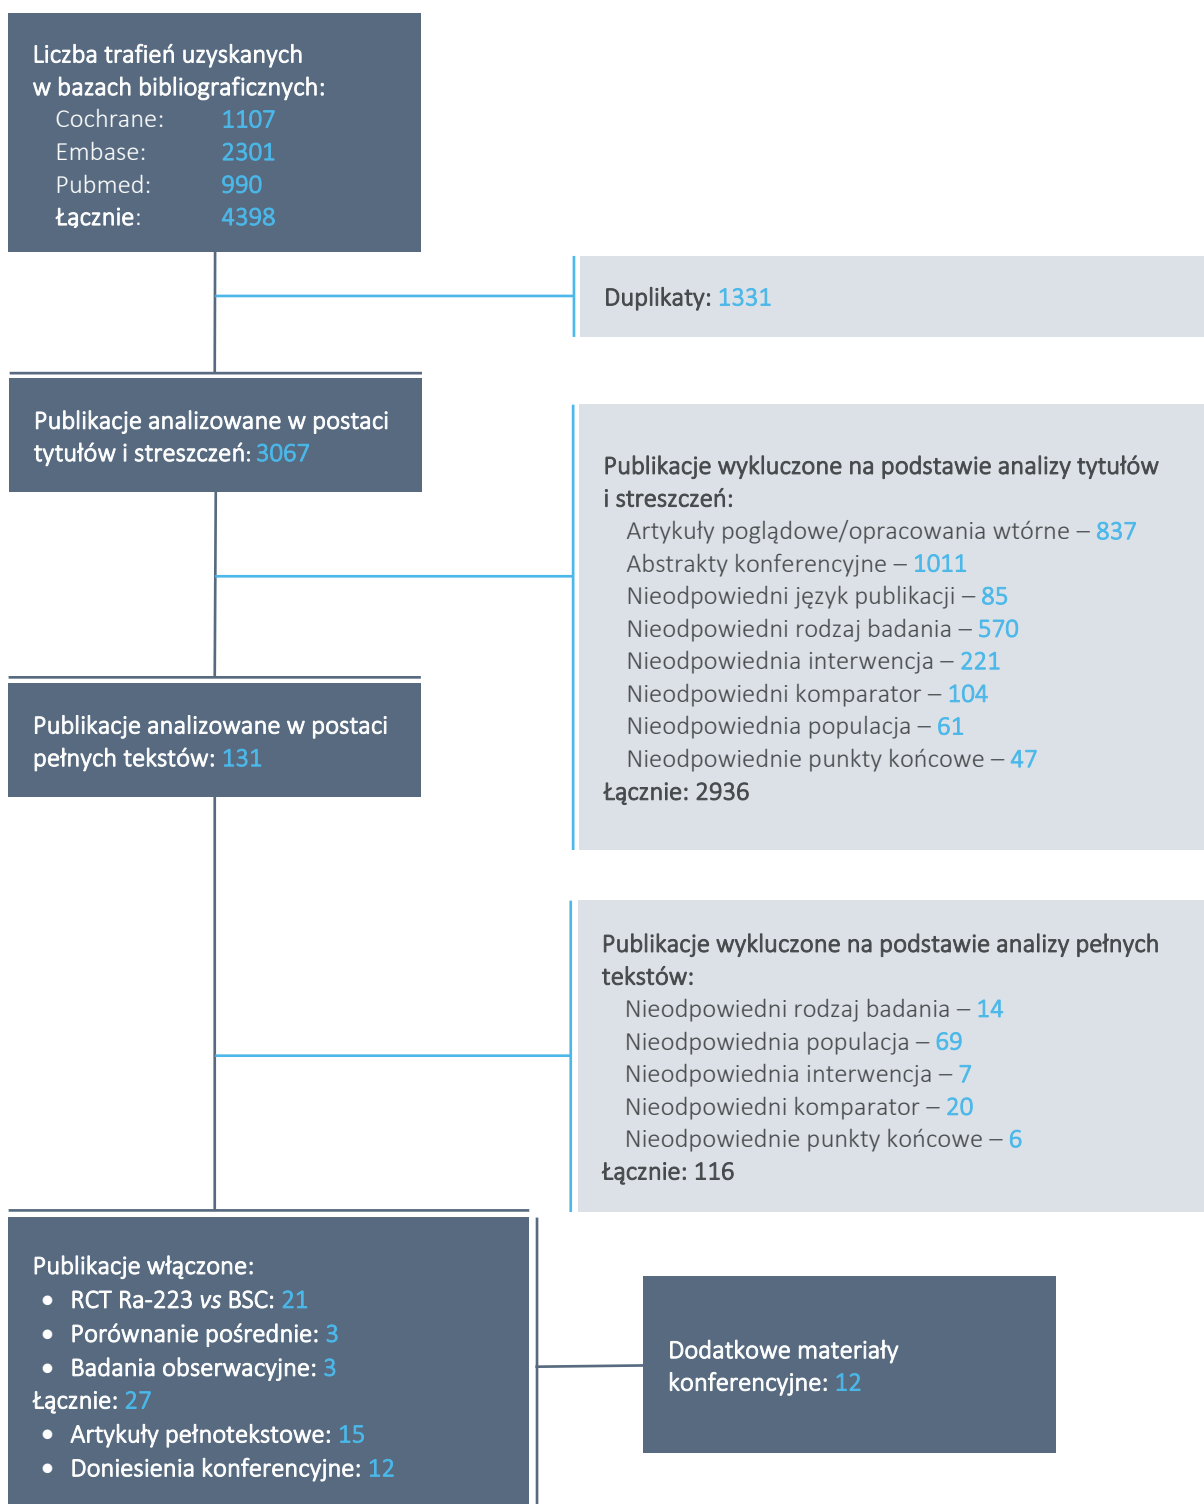 Liczba trafień uzyskanych
w bazach bibliograficznych:
Cochrane: 1107
Embase: 2301
Pubmed: 990
Łącznie: 4398
Duplikaty: 1331
Publikacje analizowane w postaci
tytułów i streszczeń: 3067
Publikacje wykluczone na podstawie analizy tytułów
i streszczeń:
Artykuły poglądowe/opracowania wtórne – 837
Abstrakty konferencyjne – 1011
Nieodpowiedni język publikacji – 85
Nieodpowiedni rodzaj badania – 570
Nieodpowiednia interwencja – 221
Nieodpowiedni komparator – 104
Nieodpowiednia populacja – 61
Nieodpowiednie punkty końcowe – 47
Łącznie: 2936
Publikacje analizowane w postaci
pełnych tekstów: 131
Publikacje wykluczone na podstawie analizy pełnych
tekstów:
Nieodpowiedni rodzaj badania – 14
Nieodpowiednia populacja – 69
Nieodpowiednia interwencja – 7
Nieodpowiedni komparator – 20
Nieodpowiednie punkty końcowe – 6
Łącznie: 116
Publikacje włączone:
• RCT Ra-223 vs BSC: 21
• Porównanie pośrednie: 3
• Badania obserwacyjne: 3
Łącznie: 27
• Artykuły pełnotekstowe: 15
• Doniesienia konferencyjne: 12
Dodatkowe materiały
konferencyjne: 12